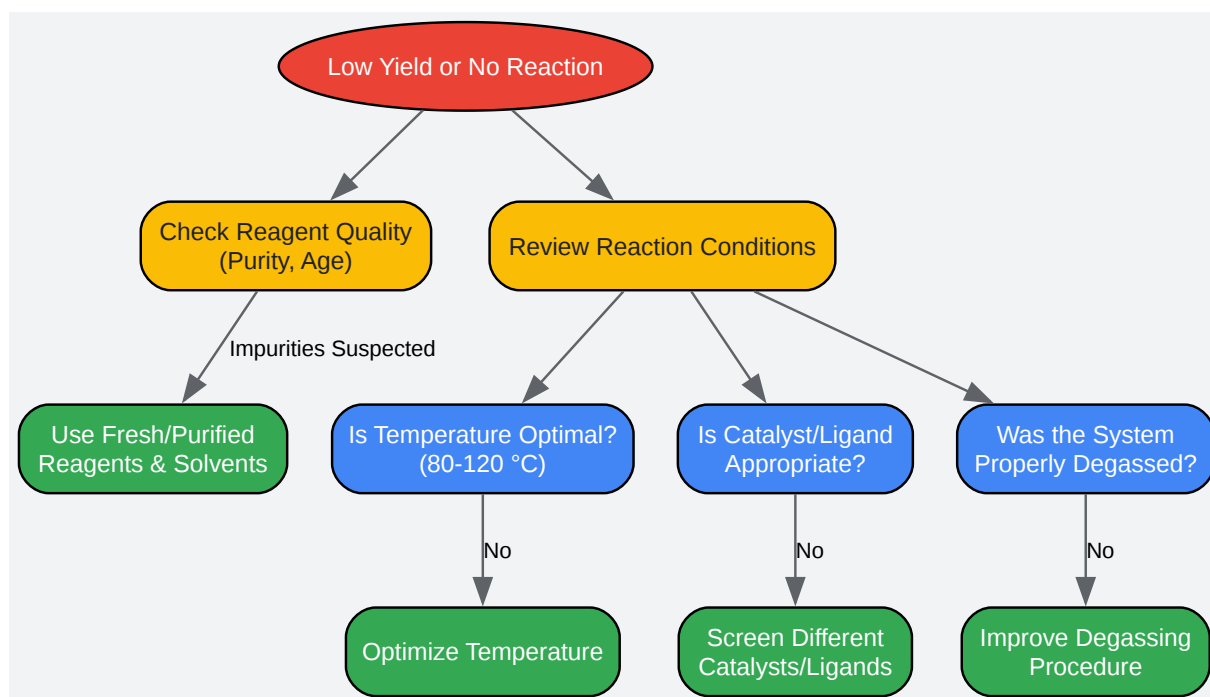 Low Yield or No Reaction
Check Reagent Quality
(Purity, Age)
Review Reaction Conditions
Impurities Suspected
Use Fresh/Purified
Reagents & Solvents
Is Temperature Optimal?
(80-120 °C)
Is Catalyst/Ligand
Appropriate?
Was the System
Properly Degassed?
No
No
No
Optimize Temperature
Screen Different
Catalysts/Ligands
Improve Degassing
Procedure